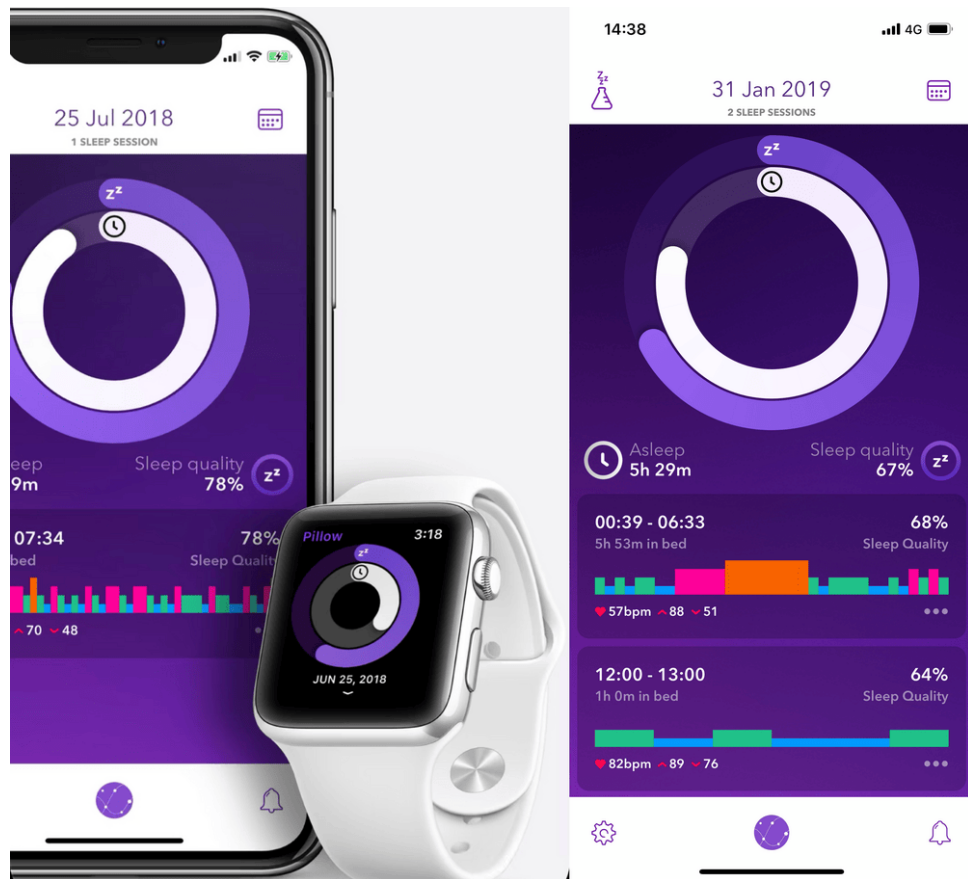 25 Jul 2018
1 SLEEP SESSION
zz
eep
9m
Sleep quality
78%
zz
07:34
bed
78%
Sleep Qualit
70 48
Pillow
3:18
zz
JUN 25, 2018
14:38
4G
Zzz
31 Jan 2019
2 SLEEP SESSIONS
zz
Asleep
5h 29m
Sleep quality
67%
zz
00:39 - 06:33
5h 53m in bed
68%
Sleep Quality
57bpm 88 51
12:00 - 13:00
1h 0m in bed
64%
Sleep Quality
82bpm 89 76